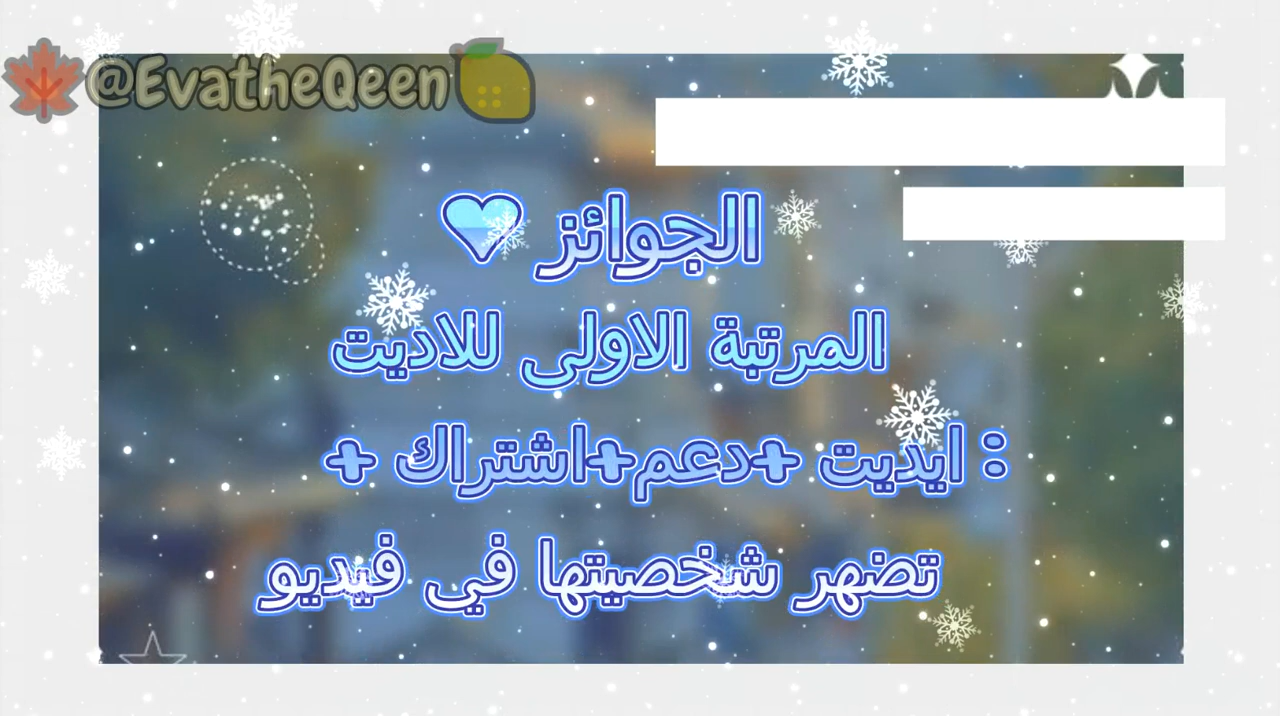 @EvatheQeen
الجوائز ♡
المرتبة الاولى للاديت
: ايديت +دعم+اشتراك +
تضهر شخصيتها في فيديو